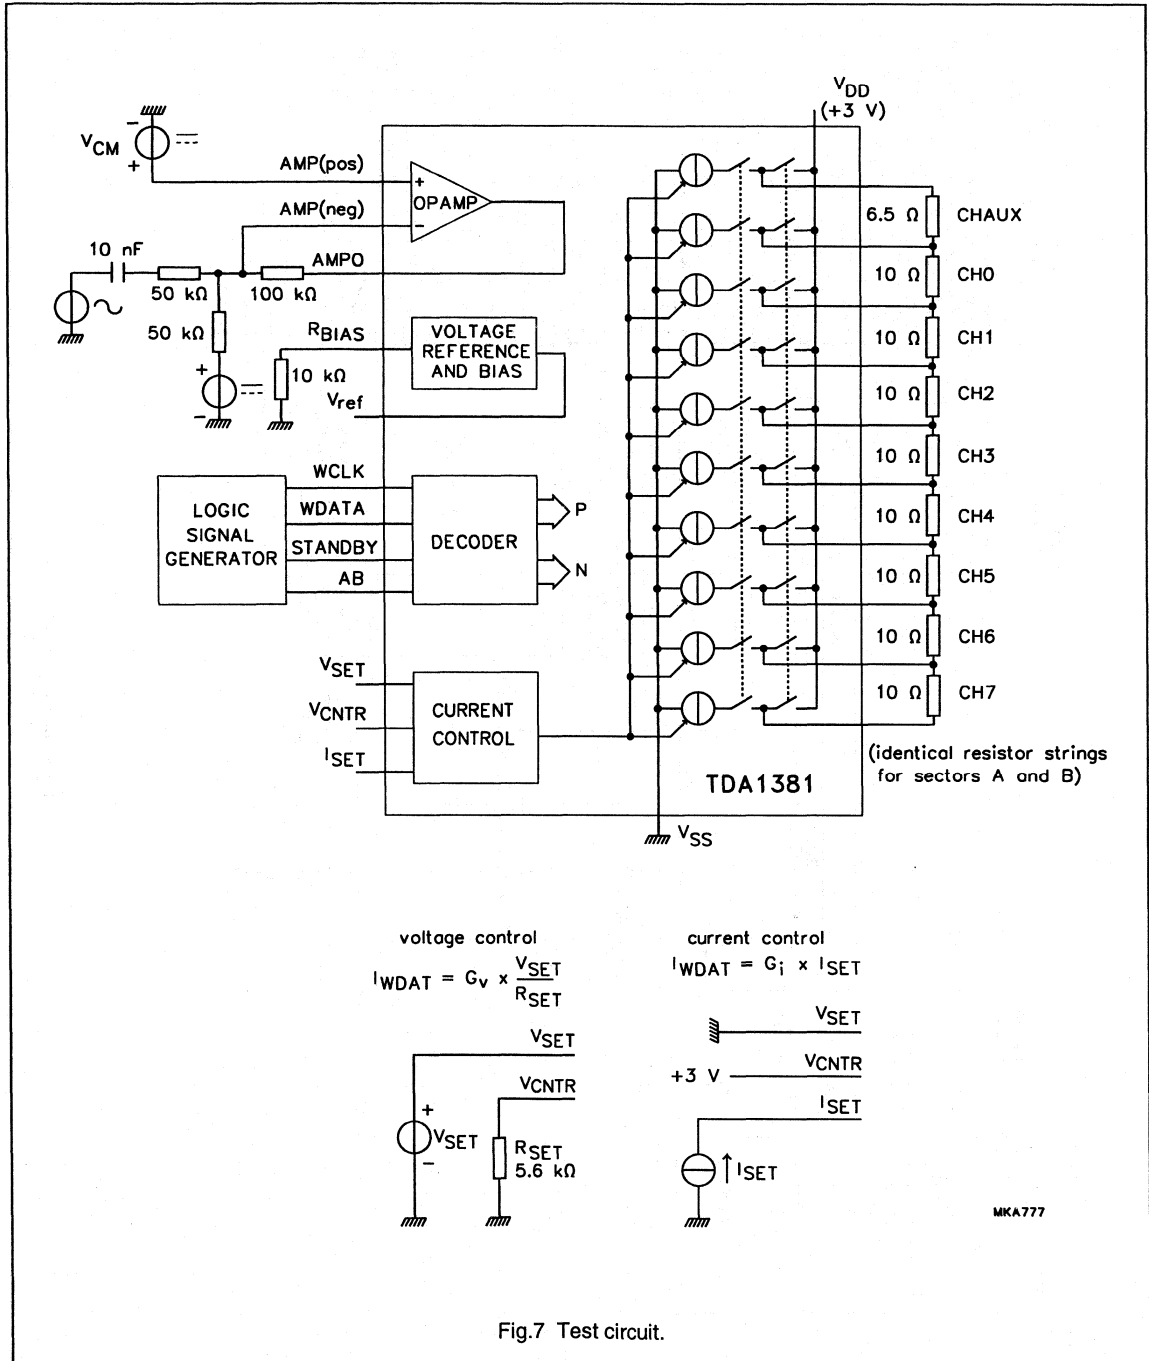 VDD
(+3 V)
VCM
-
+
AMP(pos)
AMP(neg)
+
OPAMP
-
AMPO
10 nF
50 kΩ
100 kΩ
50 kΩ
+
-
RBIAS
10 kΩ
Vref
VOLTAGE
REFERENCE
AND BIAS
6.5 Ω CHAUX
10 Ω CH0
10 Ω CH1
10 Ω CH2
10 Ω CH3
10 Ω CH4
10 Ω CH5
10 Ω CH6
10 Ω CH7
LOGIC
SIGNAL
GENERATOR
WCLK
WDATA
STANDBY
AB
DECODER
P
N
VSET
VCNTR
ISET
CURRENT
CONTROL
TDA1381
(identical resistor strings
for sectors A and B)
VSS
voltage control
IWDAT = Gv x VSET
RSET
VSET
VCNTR
+
VSET
-
RSET
5.6 kΩ
current control
IWDAT = Gi x ISET
VSET
+3 V
VCNTR
ISET
ISET
MKA777
Fig.7 Test circuit.